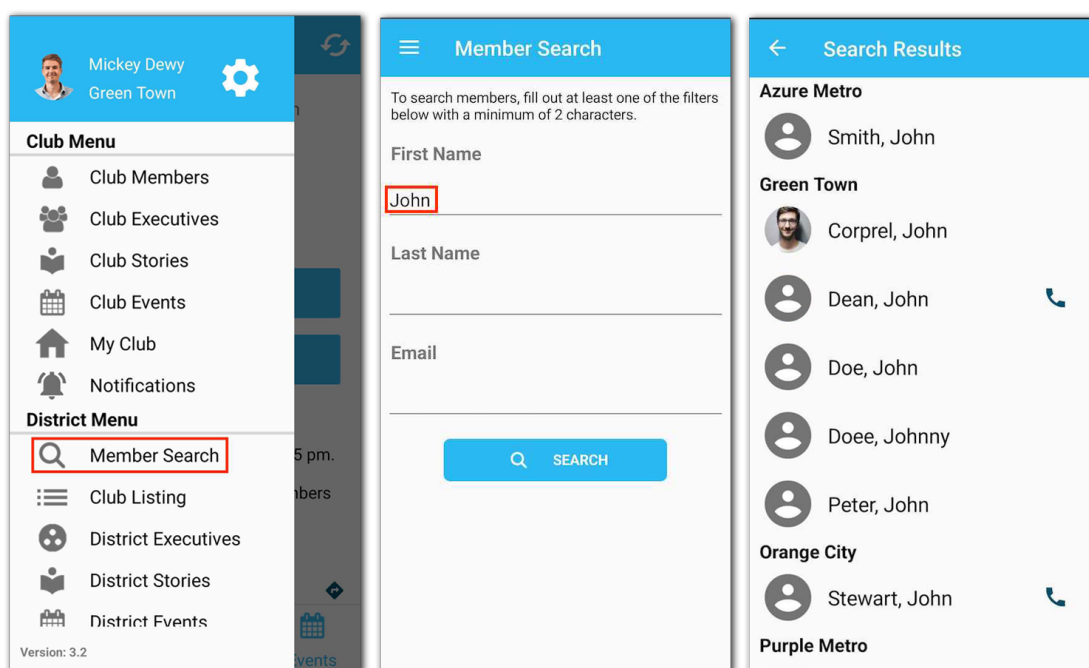 Mickey Dewy
Green Town
Club Menu
Club Members
Club Executives
Club Stories
Club Events
My Club
Notifications
District Menu
Member Search
Club Listing
District Executives
District Stories
District Events
Version: 3.2
5 pm.
nbers
vents
Member Search
To search members, fill out at least one of the filters
below with a minimum of 2 characters.
First Name
John
Last Name
Email
SEARCH
Search Results
Azure Metro
Smith, John
Green Town
Corprel, John
Dean, John
Doe, John
Doee, Johnny
Peter, John
Orange City
Stewart, John
Purple Metro